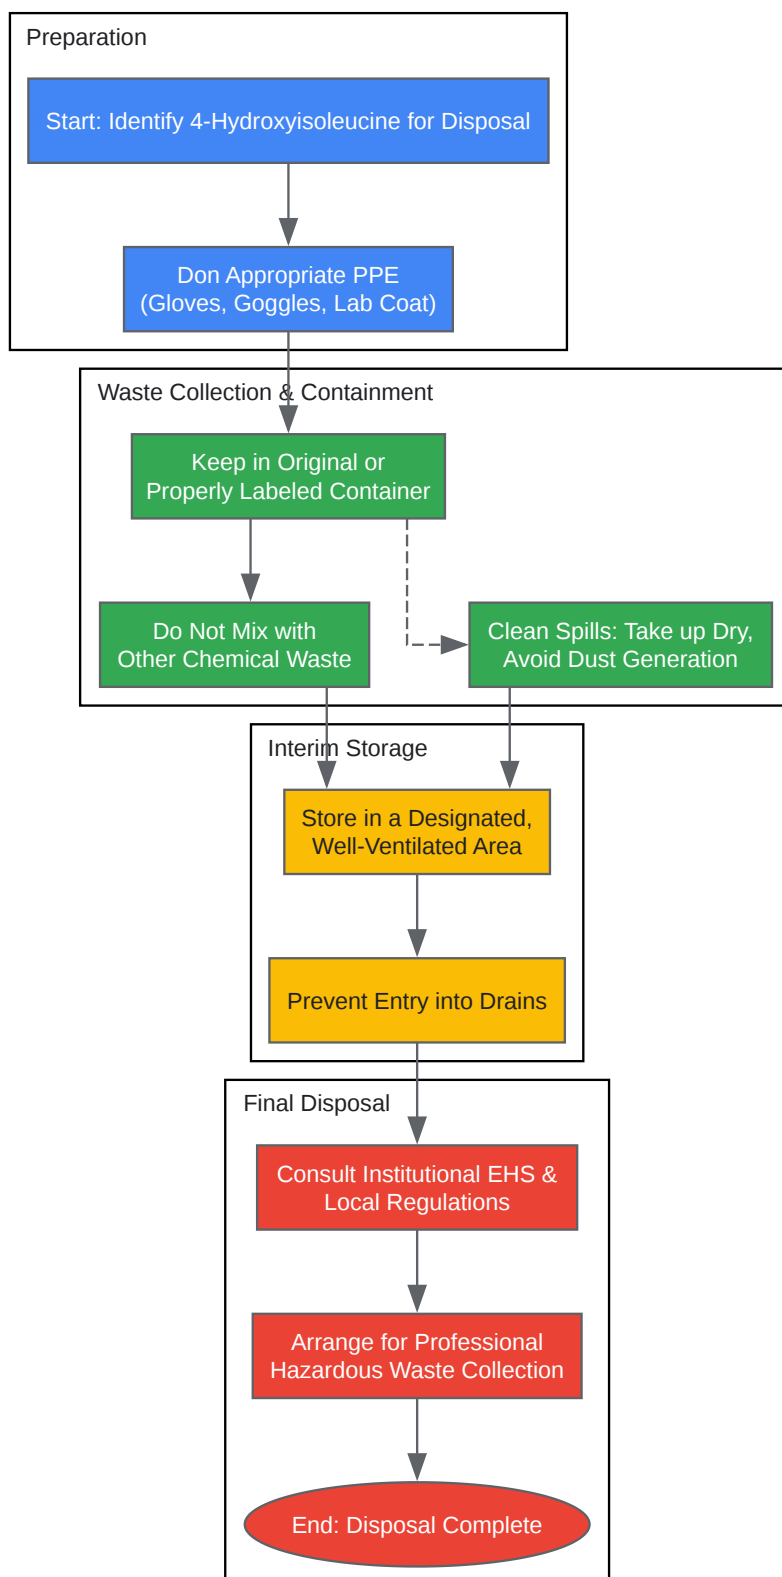 Preparation
Start: Identify 4-Hydroxyisoleucine for Disposal
Don Appropriate PPE
(Gloves, Goggles, Lab Coat)
Waste Collection & Containment
Keep in Original or
Properly Labeled Container
Do Not Mix with
Other Chemical Waste
Clean Spills: Take up Dry,
Avoid Dust Generation
Interim Storage
Store in a Designated,
Well-Ventilated Area
Prevent Entry into Drains
Final Disposal
Consult Institutional EHS &
Local Regulations
Arrange for Professional
Hazardous Waste Collection
End: Disposal Complete